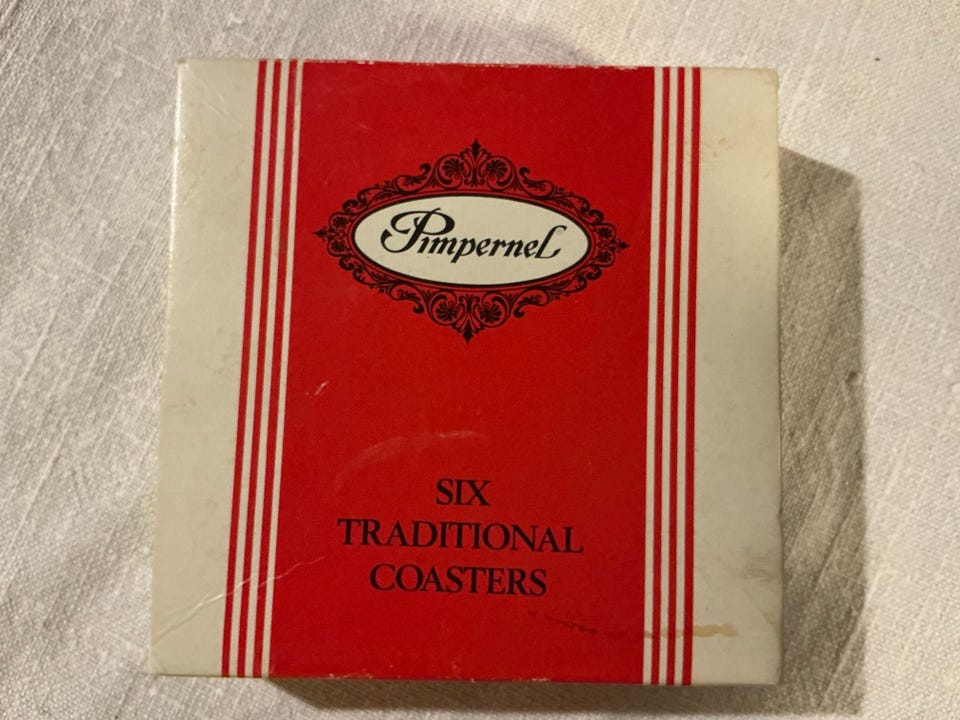 Pimpernel
SIX
TRADITIONAL
COASTERS